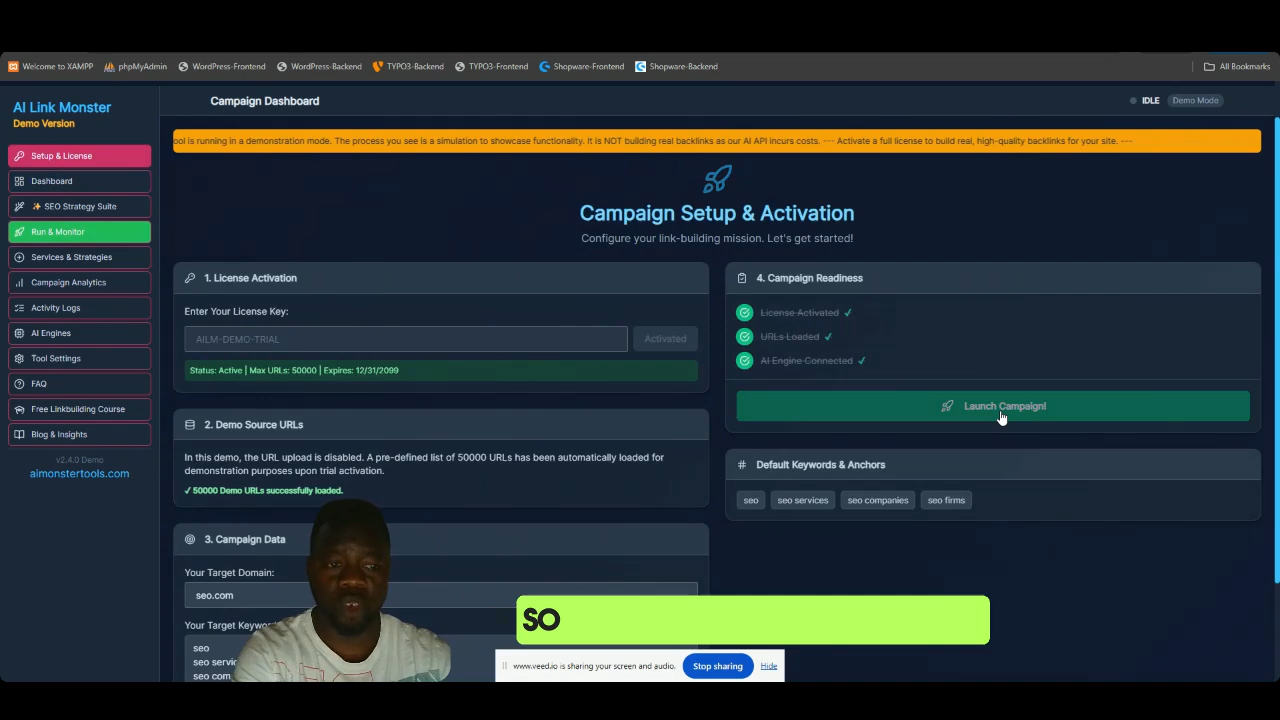 Welcome to XAMPP phpMyAdmin WordPress-Frontend WordPress-Backend TYPO3-Backend TYPO3-Frontend Shopware-Frontend Shopware-Backend All Bookmarks
AI Link Monster
Demo Version
Setup & License
Dashboard
✨ SEO Strategy Suite
Run & Monitor
Services & Strategies
Campaign Analytics
Activity Logs
AI Engines
Tool Settings
FAQ
Free Linkbuilding Course
Blog & Insights
v2.4.0 Demo
aimonstertools.com
Campaign Dashboard
IDLE Demo Mode
ool is running in a demonstration mode. The process you see is a simulation to showcase functionality. It is NOT building real backlinks as our AI API incurs costs. --- Activate a full license to build real, high-quality backlinks for your site. ---
Campaign Setup & Activation
Configure your link-building mission. Let's get started!
1. License Activation
Enter Your License Key:
AILM-DEMO-TRIAL Activated
Status: Active | Max URLs: 50000 | Expires: 12/31/2099
2. Demo Source URLs
In this demo, the URL upload is disabled. A pre-defined list of 50000 URLs has been automatically loaded for
demonstration purposes upon trial activation.
✓ 50000 Demo URLs successfully loaded.
3. Campaign Data
Your Target Domain:
seo.com
Your Target Keywo
seo
seo servic
seo com
4. Campaign Readiness
License Activated ✓
URLs Loaded ✓
AI Engine Connected ✓
Launch Campaign!
# Default Keywords & Anchors
seo seo services seo companies seo firms
SO
www.veed.io is sharing your screen and audio. Stop sharing Hide